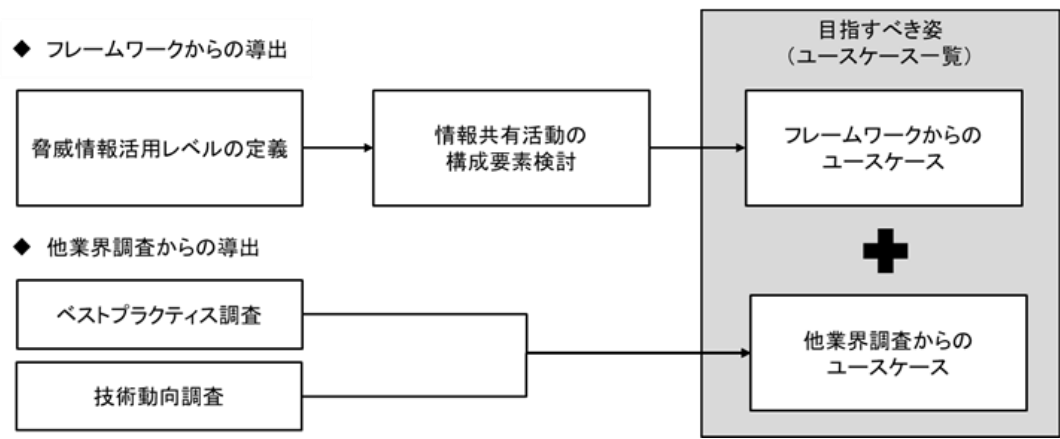 ◆ フレームワークからの導出
脅威情報活用レベルの定義
情報共有活動の
構成要素検討
目指すべき姿
（ユースケース一覧）
フレームワークからの
ユースケース
◆ 他業界調査からの導出
ベストプラクティス調査
技術動向調査
他業界調査からの
ユースケース